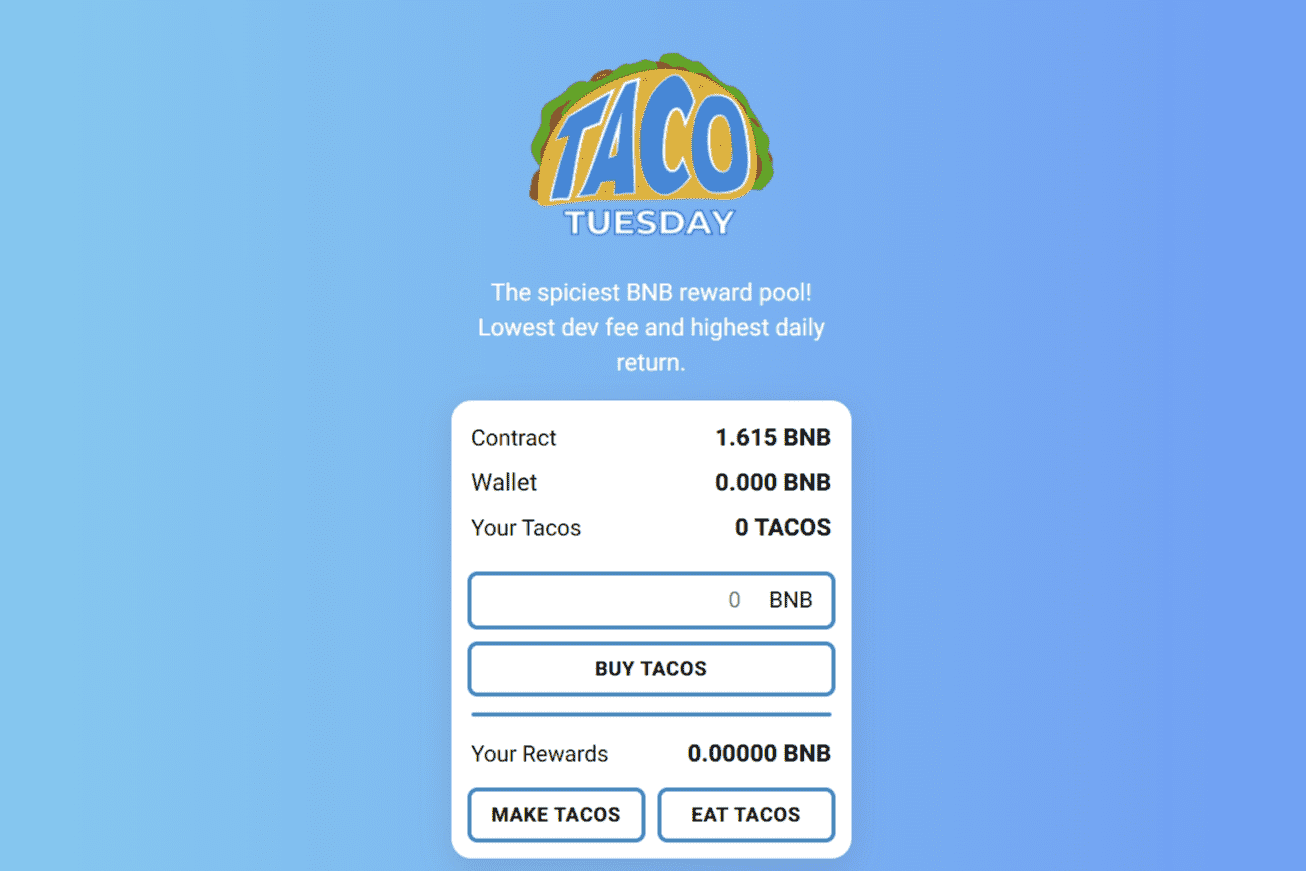 TACO
TUESDAY
The spiciest BNB reward pool!
Lowest dev fee and highest daily
return.
Contract 1.615 BNB
Wallet 0.000 BNB
Your Tacos 0 TACOS
0 BNB
BUY TACOS
Your Rewards 0.00000 BNB
MAKE TACOS EAT TACOS